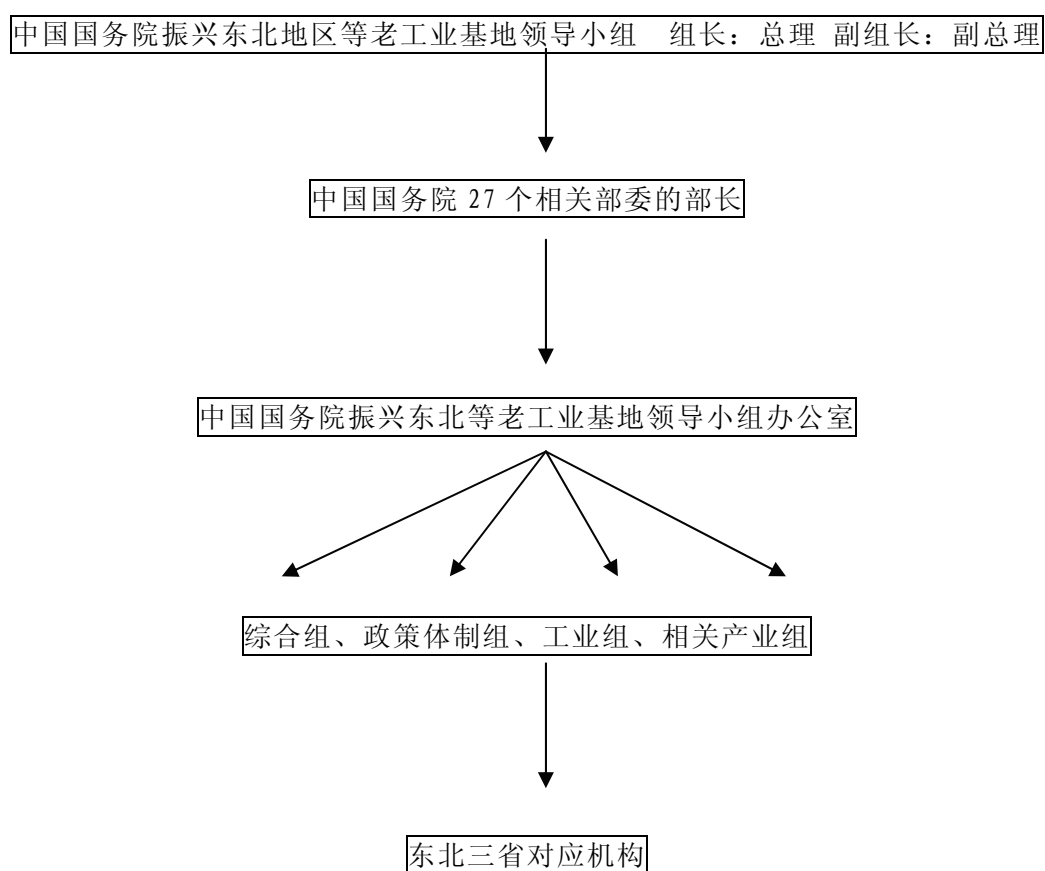 中国国务院振兴东北地区等老工业基地领导小组　组长：总理 副组长：副总理
中国国务院 27 个相关部委的部长
中国国务院振兴东北等老工业基地领导小组办公室
综合组、政策体制组、工业组、相关产业组
东北三省对应机构